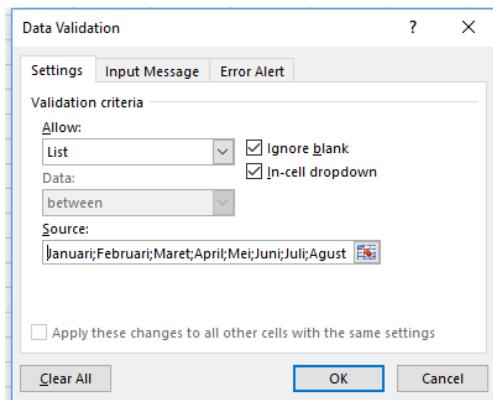 Data Validation ? ×
Settings Input Message Error Alert
Validation criteria
Allow:
List
Ignore blank
In-cell dropdown
Data:
between
Source:
Januari;Februari;Maret;April;Mei;Juni;Juli;Agust
Apply these changes to all other cells with the same settings
Clear All OK Cancel